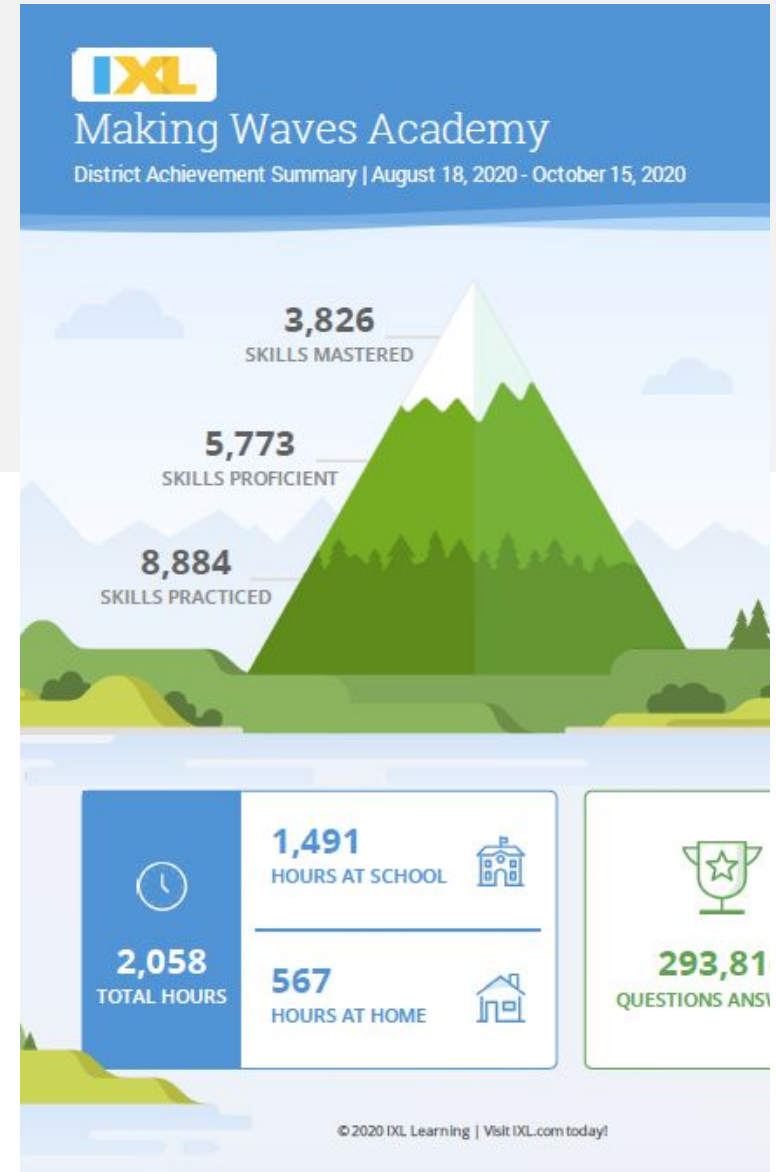 IXL
Making Waves Academy
District Achievement Summary | August 18, 2020 - October 15, 2020
3,826
SKILLS MASTERED
5,773
SKILLS PROFICIENT
8,884
SKILLS PRACTICED
2,058
TOTAL HOURS
1,491
HOURS AT SCHOOL
567
HOURS AT HOME
QUESTIONS
© 2020 IXL Learning | Visit IXL.com today!